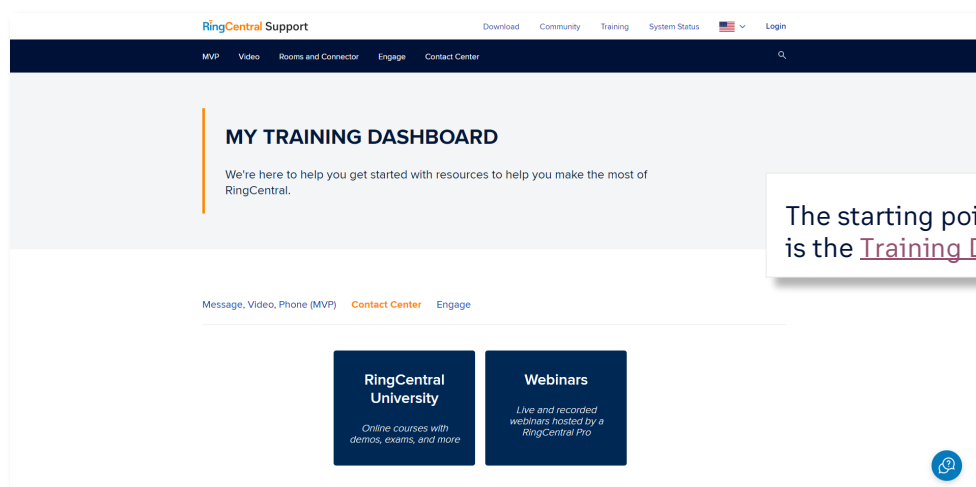 RingCentral Support
Download Community Training System Status Login
MVP Video Rooms and Connector Engage Contact Center
MY TRAINING DASHBOARD
We're here to help you get started with resources to help you make the most of
RingCentral.
The starting
is the Training
Message, Video, Phone (MVP) Contact Center Engage
RingCentral
University
Online courses with
demos, exams, and more
Webinars
Live and recorded
webinars hosted by a
RingCentral Pro